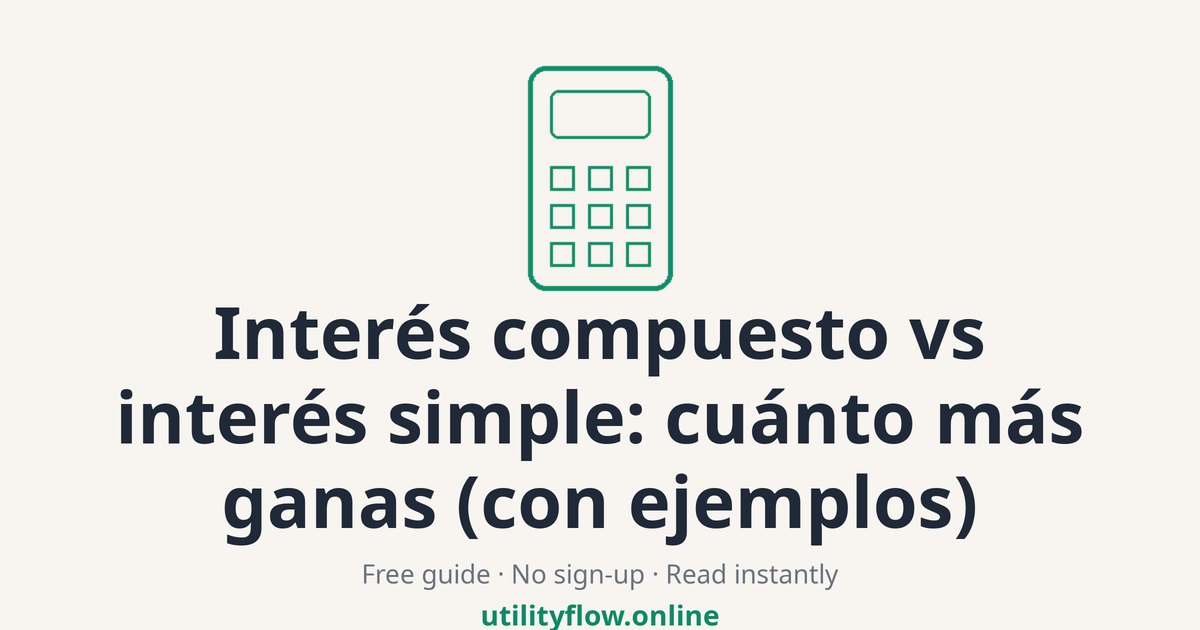 Interés compuesto vs
interés simple: cuánto más
ganas (con ejemplos)
Free guide · No sign-up · Read instantly
utilityflow.online